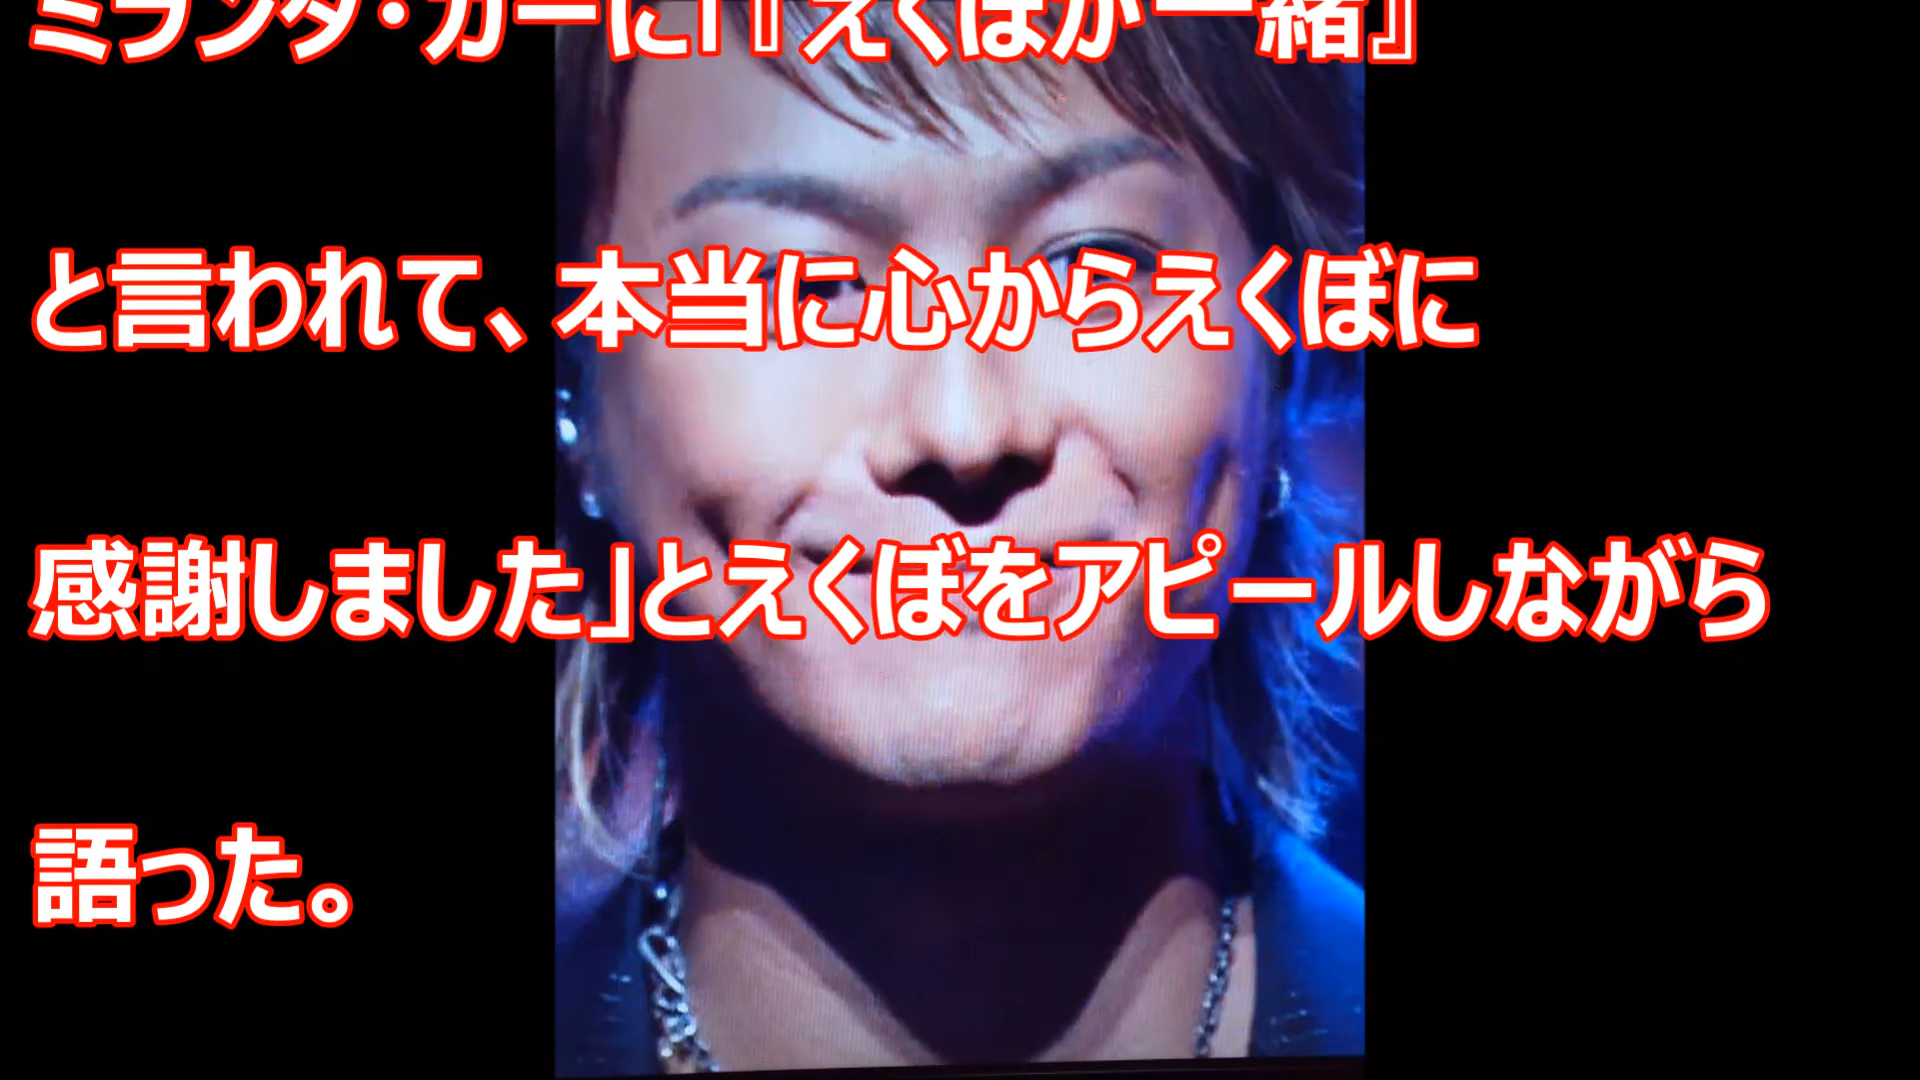 ミランダ・カーに「『えくぼが一緒』
と言われて、本当に心からえくぼに
感謝しました」とえくぼをアピールしながら
語った。